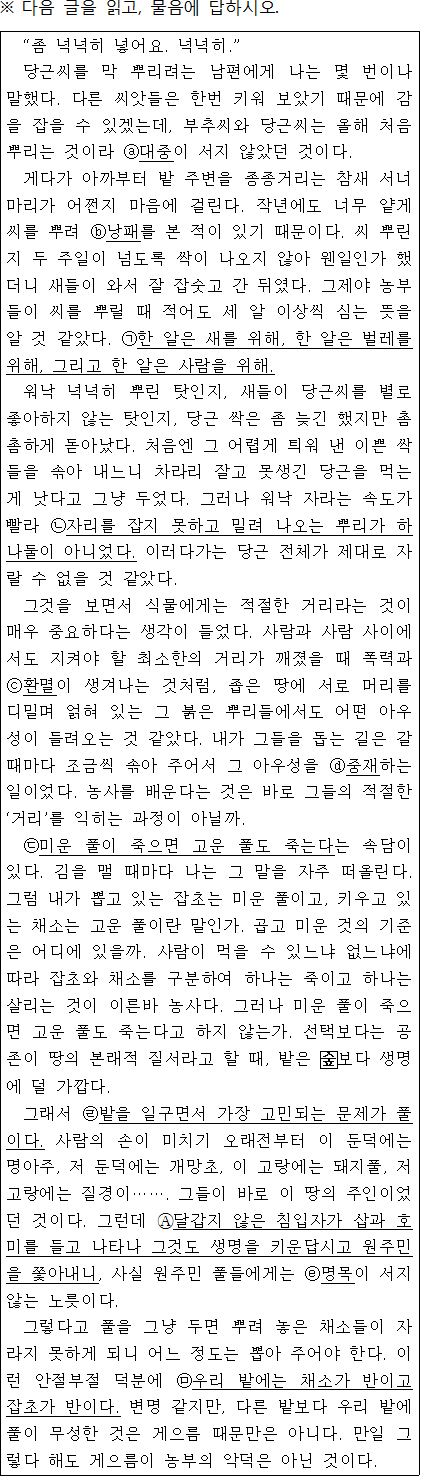 ※ 다음 글을 읽고, 물음에 답하시오.
“좀 넉넉히 넣어요. 넉넉히.”
당근씨를 막 뿌리려는 남편에게 나는 몇 번이나
말했다. 다른 씨앗들은 한번 키워 보았기 때문에 감
을 잡을 수 있겠는데, 부추씨와 당근씨는 올해 처음
뿌리는 것이라 ⓐ대중이 서지 않았던 것이다.
게다가 아까부터 밭 주변을 종종거리는 참새 서너
마리가 어쩐지 마음에 걸린다. 작년에도 너무 얕게
씨를 뿌려 ⓑ낭패를 본 적이 있기 때문이다. 씨 뿌린
지 두 주일이 넘도록 싹이 나오지 않아 웬일인가 했
더니 새들이 와서 잘 잡숫고 간 뒤였다. 그제야 농부
들이 씨를 뿌릴 때 적어도 세 알 이상씩 심는 뜻을
알 것 같았다. ㉠한 알은 새를 위해, 한 알은 벌레를
위해, 그리고 한 알은 사람을 위해.
워낙 넉넉히 뿌린 탓인지, 새들이 당근씨를 별로
좋아하지 않는 탓인지, 당근 싹은 좀 늦긴 했지만 촘
촘하게 돋아났다. 처음엔 그 어렵게 틔워 낸 이쁜 싹
들을 솎아 내느니 차라리 잘고 못생긴 당근을 먹는
게 낫다고 그냥 두었다. 그러나 워낙 자라는 속도가
빨라 ㉡자리를 잡지 못하고 밀려 나오는 뿌리가 하
나둘이 아니었다. 이러다가는 당근 전체가 제대로 자
랄 수 없을 것 같았다.
그것을 보면서 식물에게는 적절한 거리라는 것이
매우 중요하다는 생각이 들었다. 사람과 사람 사이에
서도 지켜야 할 최소한의 거리가 깨졌을 때 폭력과
ⓒ환멸이 생겨나는 것처럼, 좁은 땅에 서로 머리를
디밀며 얽혀 있는 그 붉은 뿌리들에서도 어떤 아우
성이 들려오는 것 같았다. 내가 그들을 돕는 길은 갈
때마다 조금씩 솎아 주어서 그 아우성을 ⓓ중재하는
일이었다. 농사를 배운다는 것은 바로 그들의 적절한
‘거리’를 익히는 과정이 아닐까.
㉢미운 풀이 죽으면 고운 풀도 죽는다는 속담이
있다. 김을 맬 때마다 나는 그 말을 자주 떠올린다.
그럼 내가 뽑고 있는 잡초는 미운 풀이고, 키우고 있
는 채소는 고운 풀이란 말인가. 곱고 미운 것의 기준
은 어디에 있을까. 사람이 먹을 수 있느냐 없느냐에
따라 잡초와 채소를 구분하여 하나는 죽이고 하나는
살리는 것이 이른바 농사다. 그러나 미운 풀이 죽으
면 고운 풀도 죽는다고 하지 않는가. 선택보다는 공
존이 땅의 본래적 질서라고 할 때, 밭은 숲보다 생명
에 덜 가깝다.
그래서 ㉣밭을 일구면서 가장 고민되는 문제가 풀
이다. 사람의 손이 미치기 오래전부터 이 둔덕에는
명아주, 저 둔덕에는 개망초, 이 고랑에는 돼지풀, 저
고랑에는 질경이……. 그들이 바로 이 땅의 주인이었
던 것이다. 그런데 Ⓐ달갑지 않은 침입자가 삽과 호
미를 들고 나타나 그것도 생명을 키운답시고 원주민
을 쫓아내니, 사실 원주민 풀들에게는 ⓔ명목이 서지
않는 노릇이다.
그렇다고 풀을 그냥 두면 뿌려 놓은 채소들이 자
라지 못하게 되니 어느 정도는 뽑아 주어야 한다. 이
런 안절부절 덕분에 ㉤우리 밭에는 채소가 반이고
잡초가 반이다. 변명 같지만, 다른 밭보다 우리 밭에
풀이 무성한 것은 게으름 때문만은 아니다. 만일 그
렇다 해도 게으름이 농부의 악덕은 아닌 것이다.